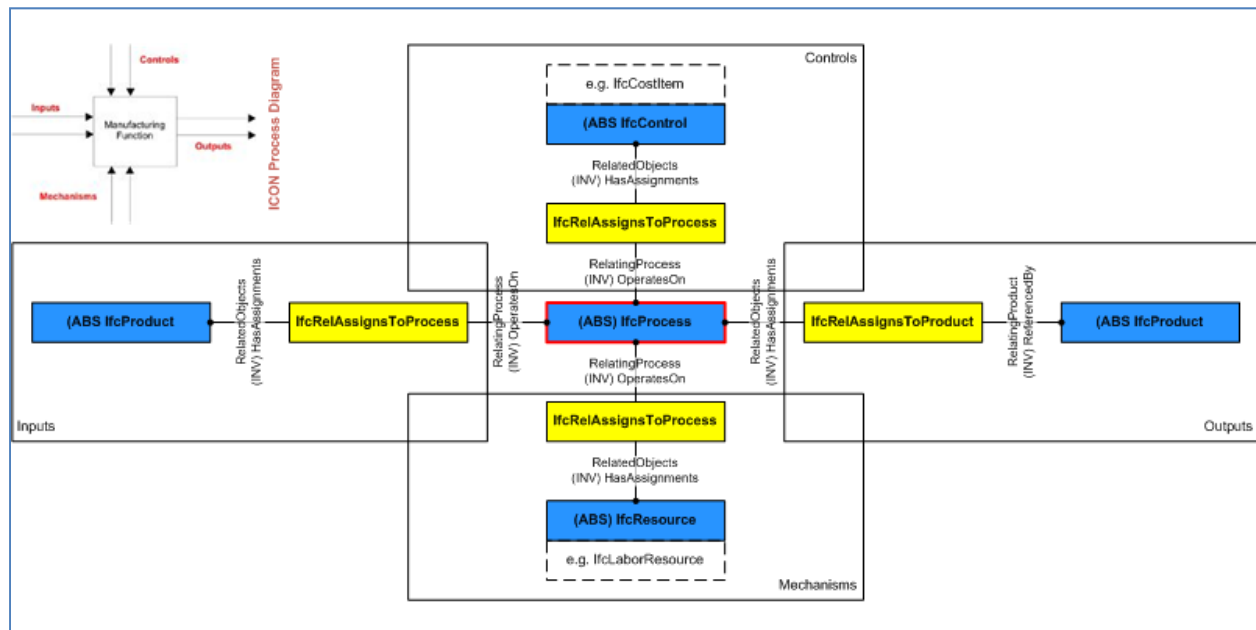 Controls
Inputs
Manufacturing
Function
Outputs
Mechanisms
ICON Process Diagram
Controls
e.g. IfcCostItem
(ABS IfcControl
RelatedObjects
(INV) HasAssignments
IfcRelAssignsToProcess
RelatingProcess
(INV) OperatesOn
(ABS IfcProduct
RelatedObjects
(INV) HasAssignments
IfcRelAssignsToProcess
RelatingProcess
(INV) OperatesOn
(ABS) IfcProcess
RelatedObjects
(INV) HasAssignments
IfcRelAssignsToProduct
RelatingProduct
(INV) ReferencedBy
(ABS IfcProduct
RelatingProcess
(INV) OperatesOn
IfcRelAssignsToProcess
Inputs
Outputs
RelatedObjects
(INV) HasAssignments
(ABS) IfcResource
e.g. IfcLaborResource
Mechanisms